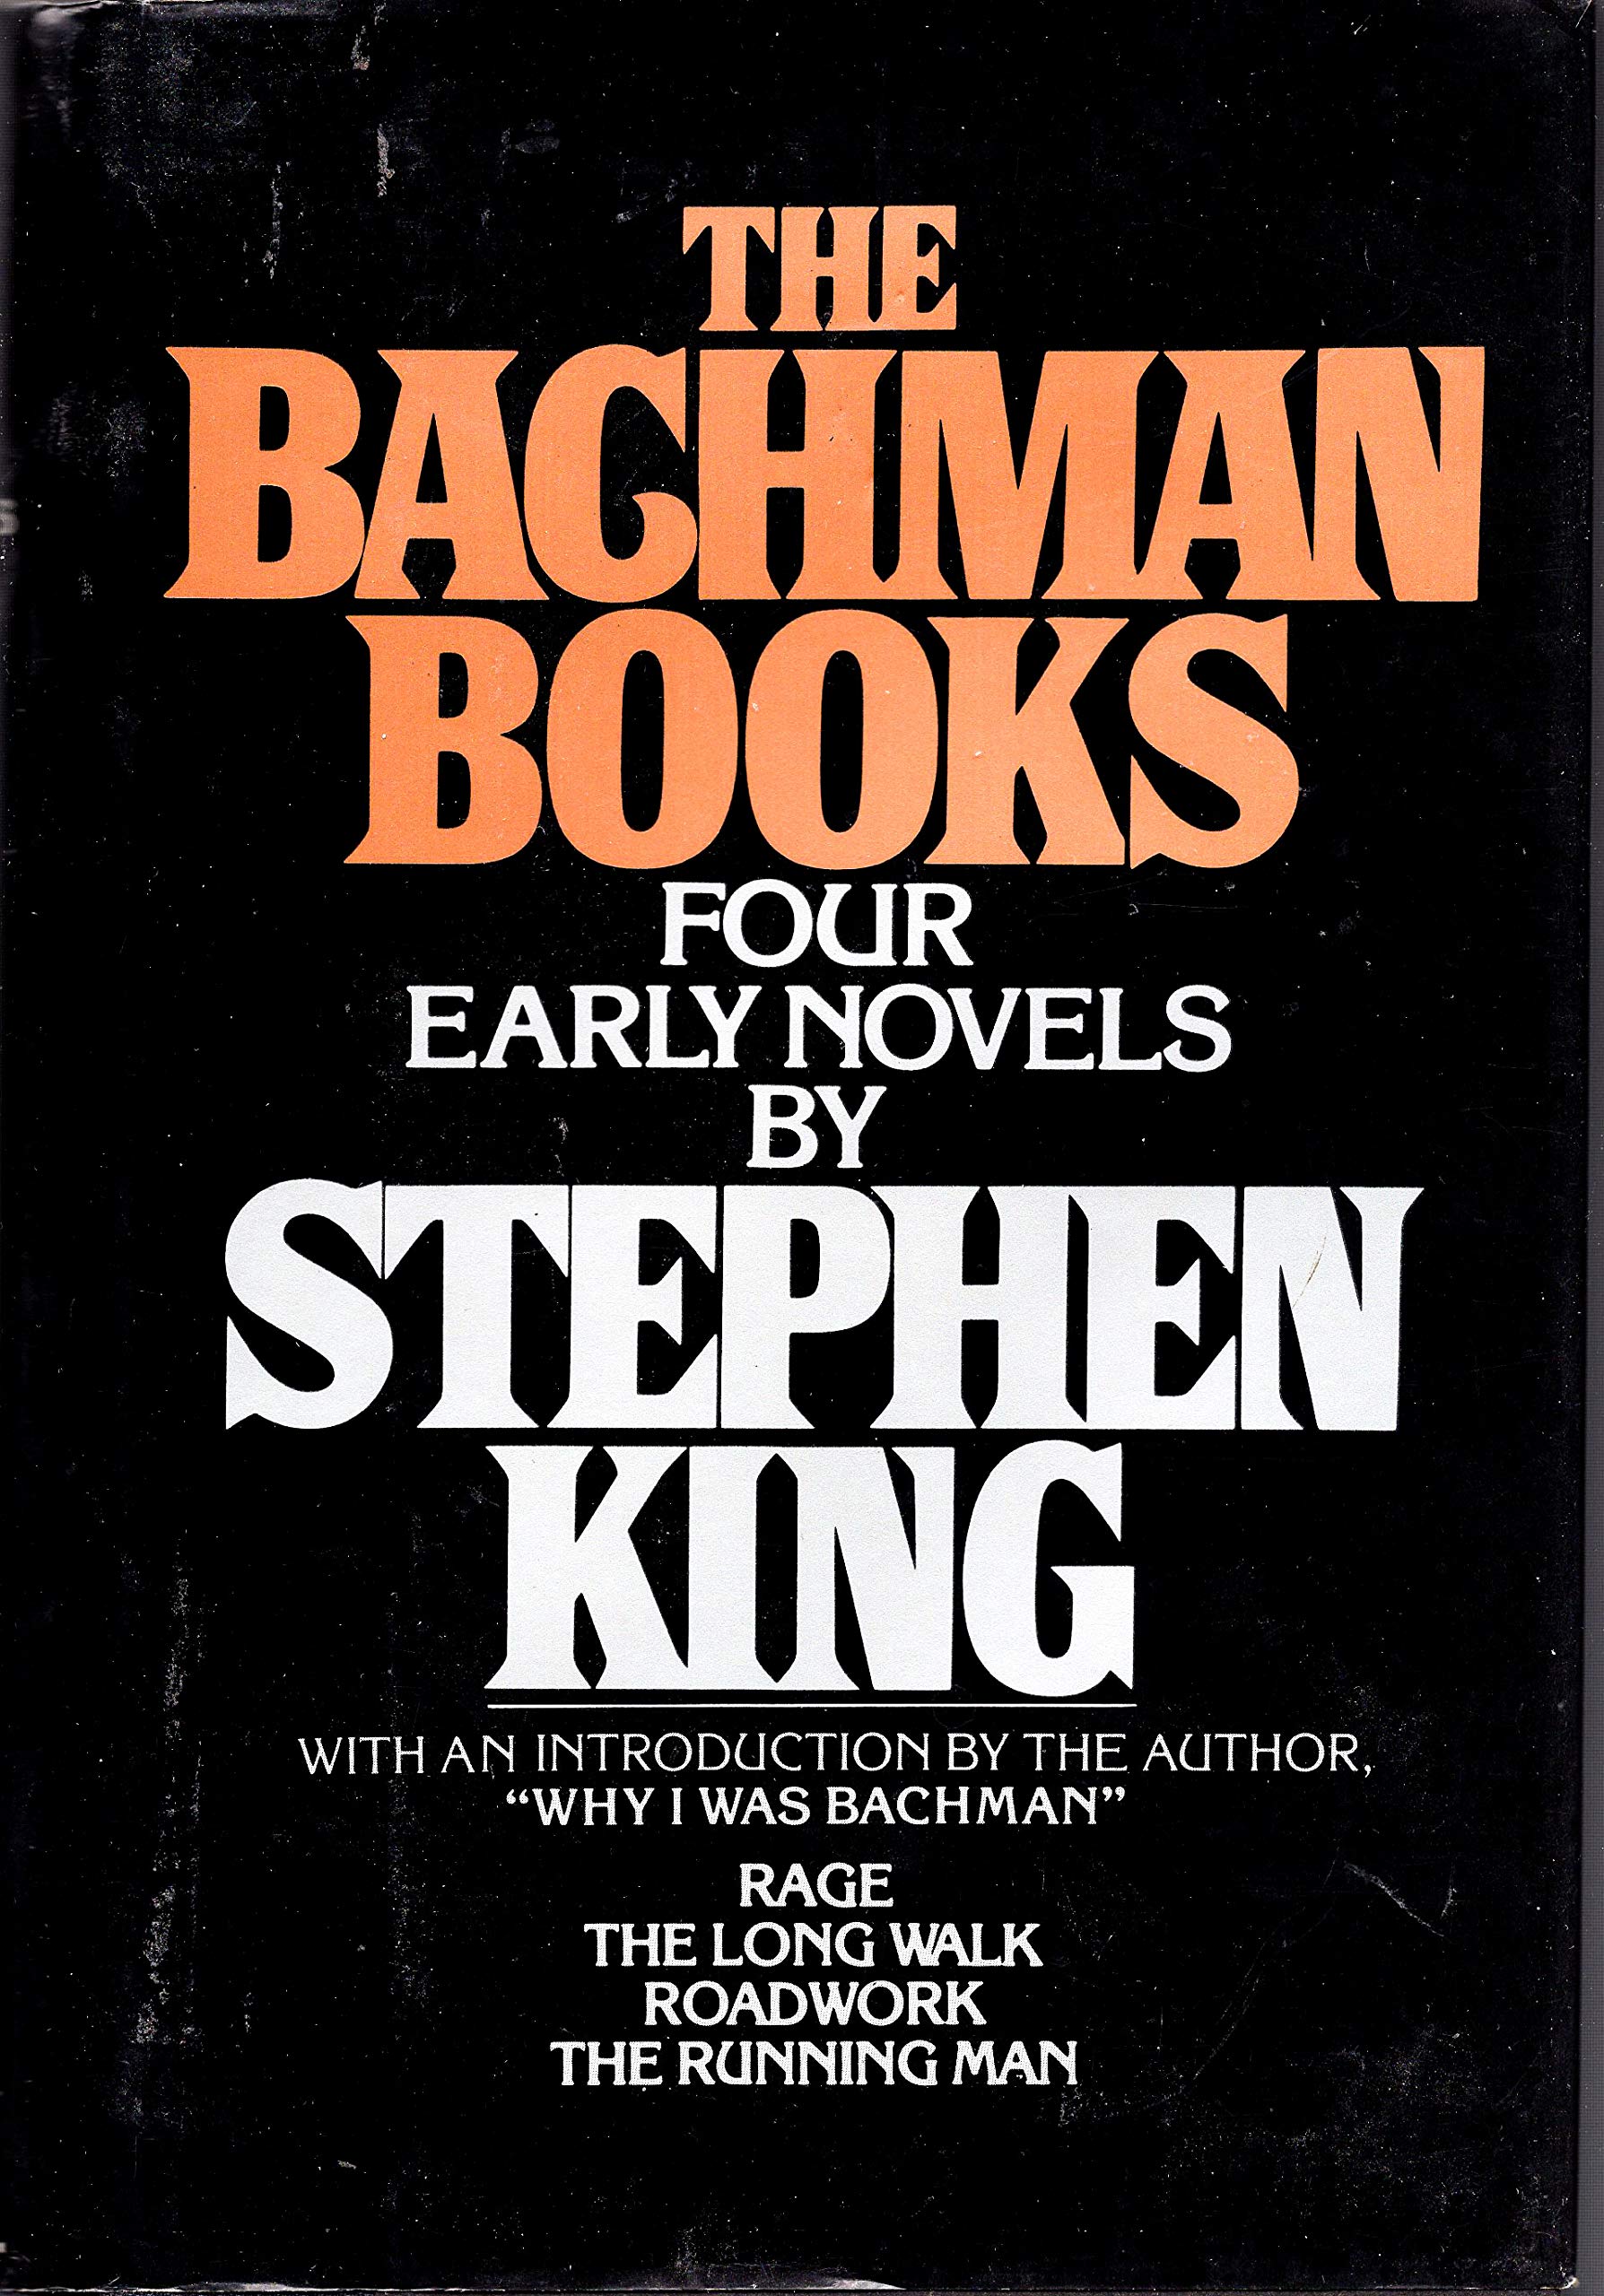 THE
BACHMAN
BOOKS
FOUR
EARLY NOVELS
BY
STEPHEN
KING
WITH AN INTRODUCTION BY THE AUTHOR,
“WHY I WAS BACHMAN”
RAGE
THE LONG WALK
ROADWORK
THE RUNNING MAN